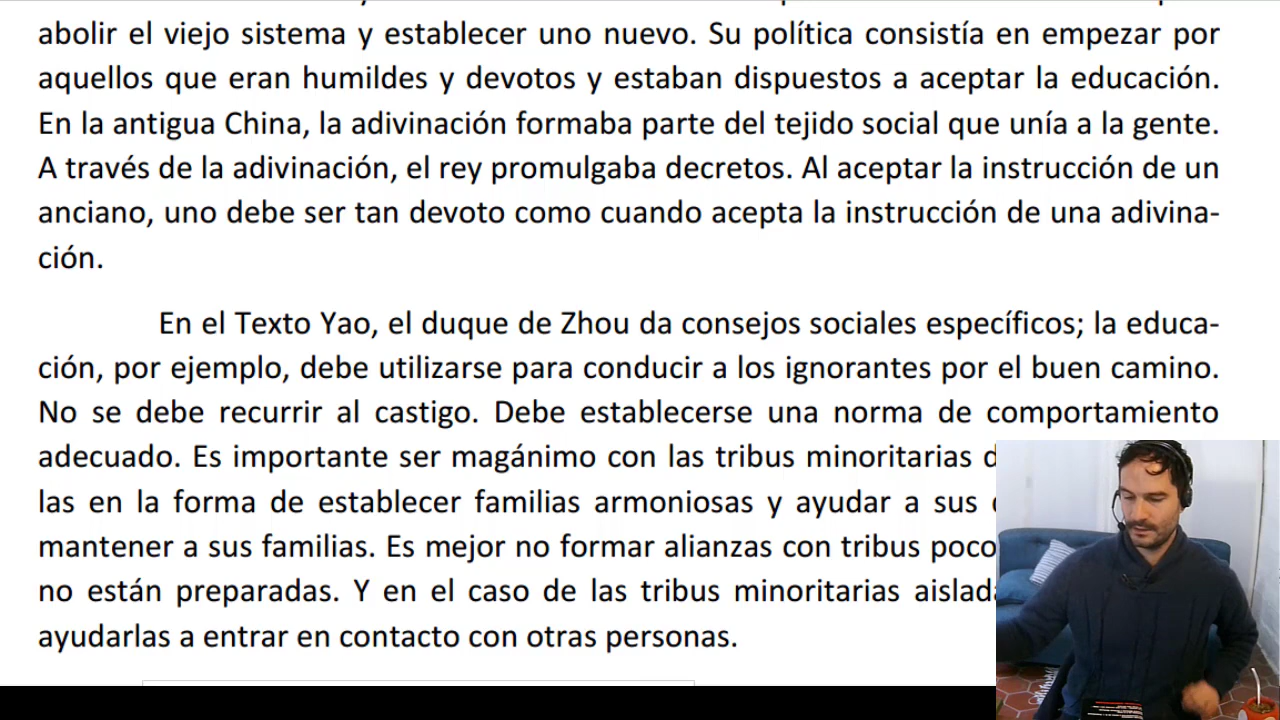 abolir el viejo sistema y establecer uno nuevo. Su política consistía en empezar por
aquellos que eran humildes y devotos y estaban dispuestos a aceptar la educación.
En la antigua China, la adivinación formaba parte del tejido social que unía a la gente.
A través de la adivinación, el rey promulgaba decretos. Al aceptar la instrucción de un
anciano, uno debe ser tan devoto como cuando acepta la instrucción de una adivina-
ción.
En el Texto Yao, el duque de Zhou da consejos sociales específicos; la educa-
ción, por ejemplo, debe utilizarse para conducir a los ignorantes por el buen camino.
No se debe recurrir al castigo. Debe establecerse una norma de comportamiento
adecuado. Es importante ser magánimo con las tribus minoritarias
las en la forma de establecer familias armoniosas y ayudar a sus
mantener a sus familias. Es mejor no formar alianzas con tribus poco
no están preparadas. Y en el caso de las tribus minoritarias
ayudarlas a entrar en contacto con otras personas.